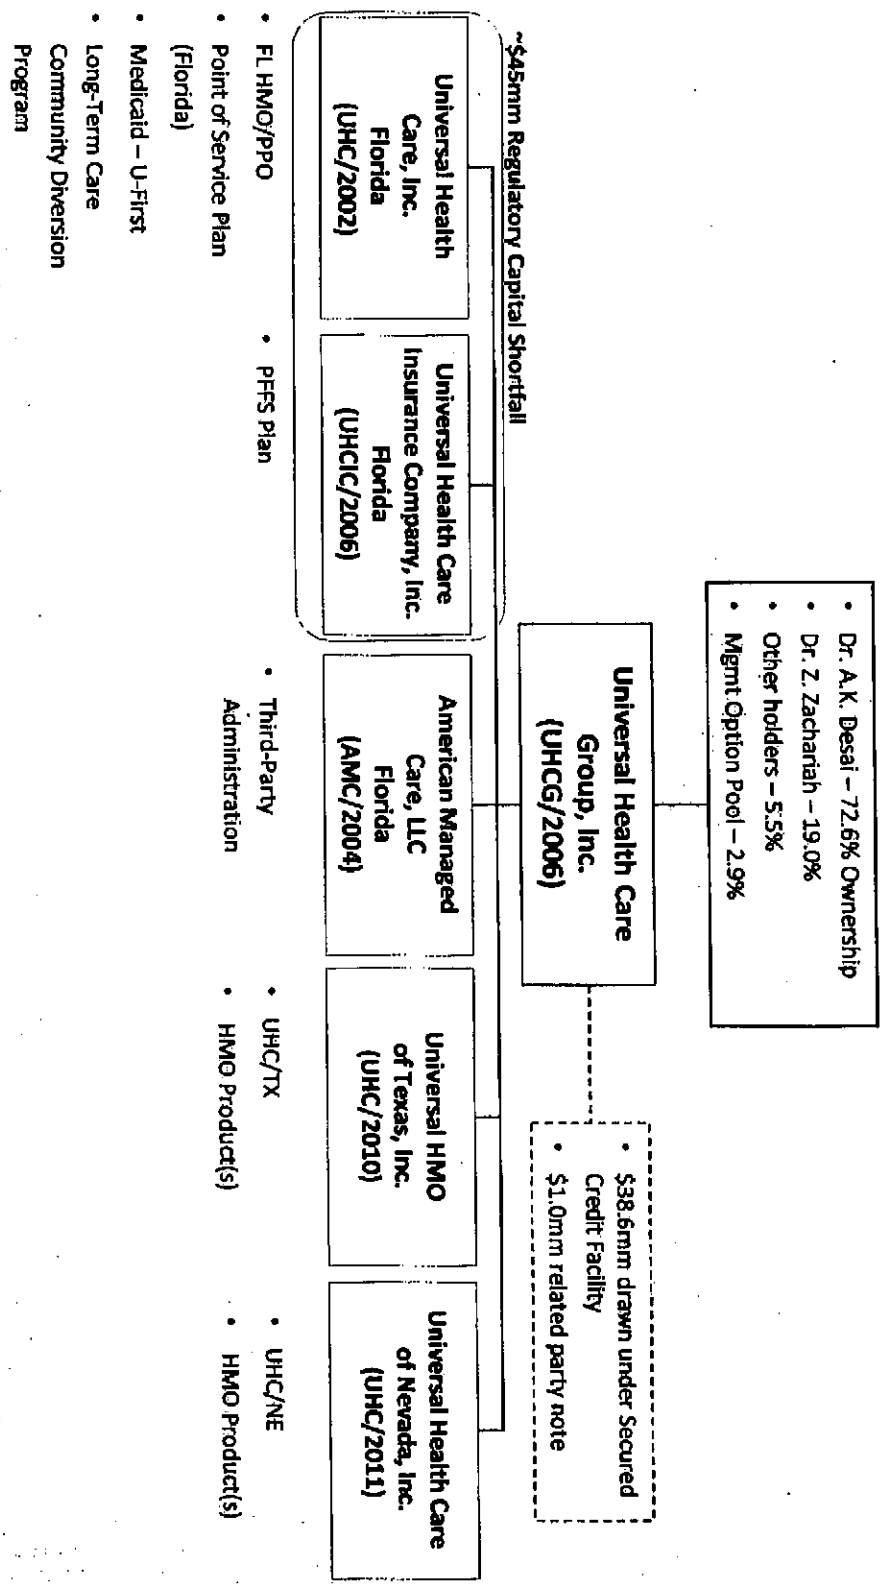 • Dr. A.K. Desai – 72.6% Ownership
• Dr. Z. Zachariah – 19.0%
• Other holders – 5.5%
• Mgmt Option Pool – 2.9%
Universal Health Care
Group, Inc.
(UHCG/2006)
• $38.6mm drawn under Secured
Credit Facility
• $1.0mm related party note
~$45mm Regulatory Capital Shortfall
Universal Health
Care, Inc.
Florida
(UHC/2002)
Universal Health Care
Insurance Company, Inc.
Florida
(UHCIC/2006)
American Managed
Care, LLC
Florida
(AMC/2004)
Universal HMO
of Texas, Inc.
(UHC/2010)
Universal Health Care
of Nevada, Inc.
(UHC/2011)
• FL HMO/PPO
• Point of Service Plan
(Florida)
• Medicaid – U-First
• Long-Term Care
Community Diversion
Program
• PFFS Plan
• Third-Party
Administration
• UHC/TX
• HMO Product(s)
• UHC/NE
• HMO Product(s)